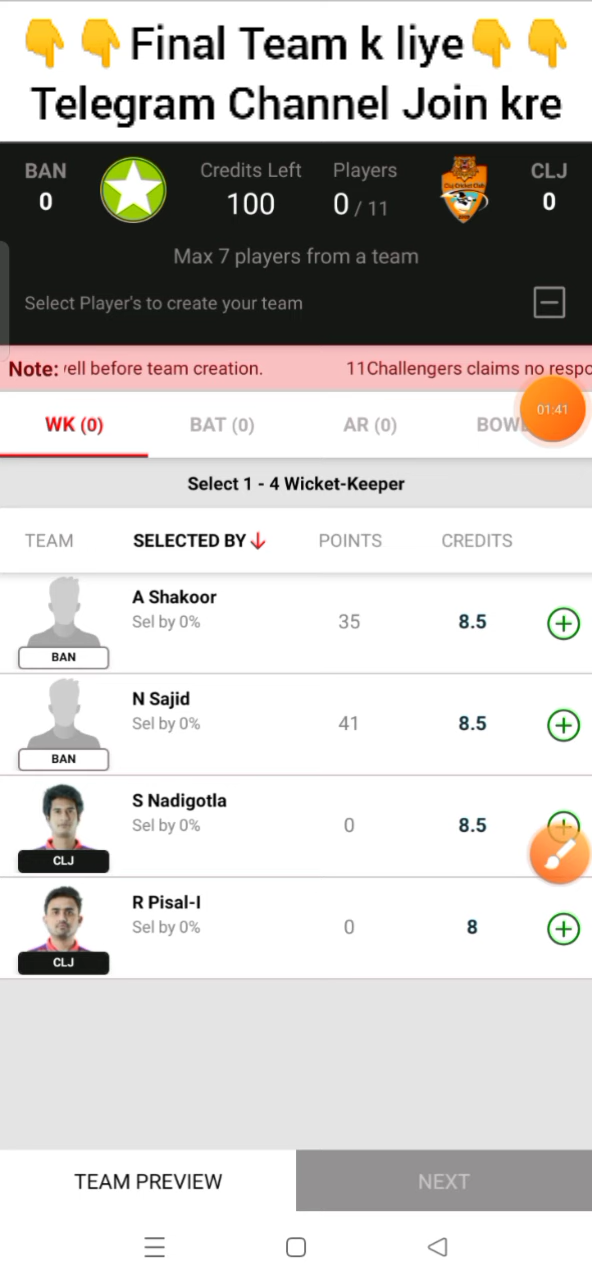 👇👇Final Team k liye👇👇
Telegram Channel Join kre
BAN Credits Left Players CLJ
0 100 0 / 11 0
Max 7 players from a team
Select Player's to create your team
Note: ell before team creation. 11Challengers claims no respo
01:41
WK (0) BAT (0) AR (0) BOW
Select 1 - 4 Wicket-Keeper
TEAM SELECTED BY↓ POINTS CREDITS
A Shakoor
Sel by 0% 35 8.5
BAN
N Sajid
Sel by 0% 41 8.5
BAN
S Nadigotla
Sel by 0% 0 8.5
CLJ
R Pisal-I
Sel by 0% 0 8
CLJ
TEAM PREVIEW NEXT